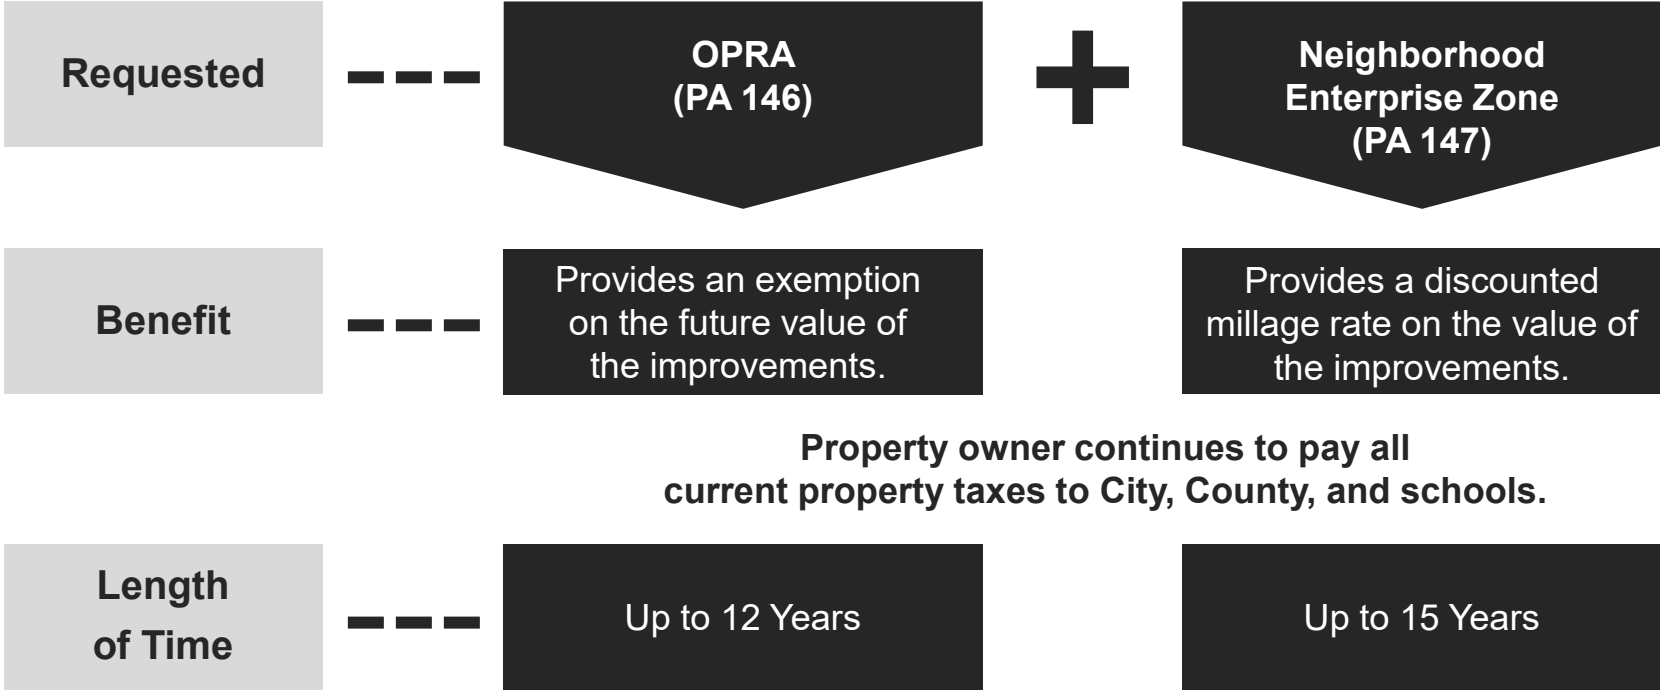 Requested
OPRA
(PA 146)
Neighborhood
Enterprise Zone
(PA 147)
Benefit
Provides an exemption
on the future value of
the improvements.
Provides a discounted
millage rate on the value of
the improvements.
Property owner continues to pay all
current property taxes to City, County, and schools.
Length
of Time
Up to 12 Years
Up to 15 Years